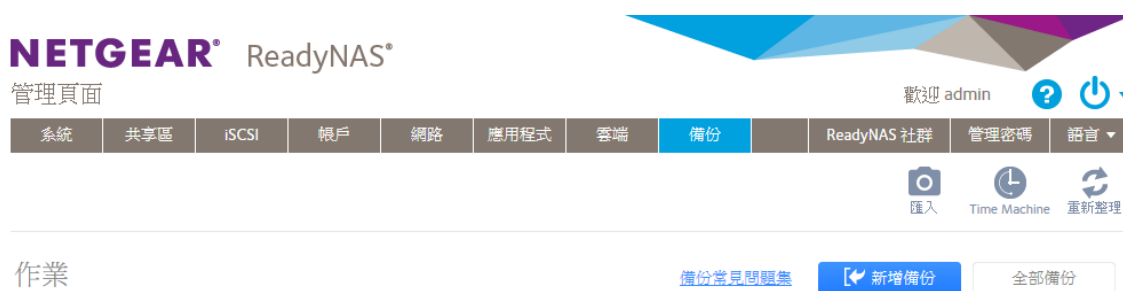 NETGEAR® ReadyNAS®
管理頁面
歡迎 admin ?
系統 共享區 iSCSI 帳戶 網路 應用程式 雲端 備份 ReadyNAS 社群 管理密碼 語言
匯入 Time Machine 重新整理
作業 備份常見問題集 新增備份 全部備份